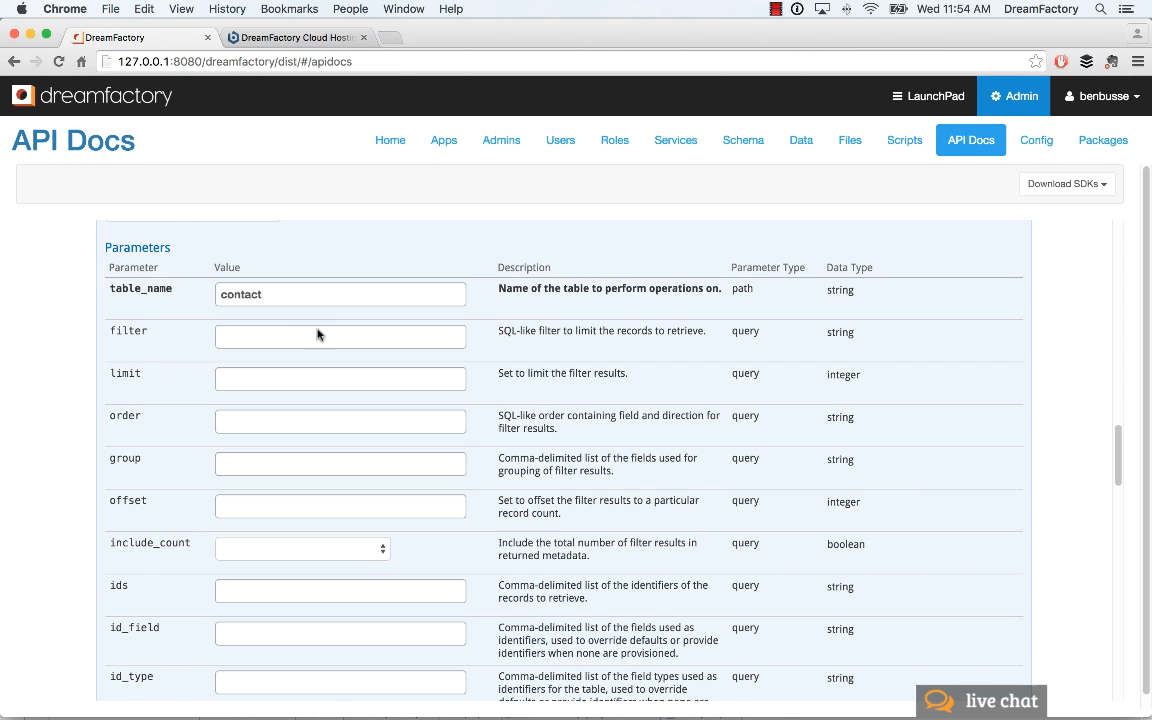 Chrome File Edit View History Bookmarks People Window Help Wed 11:54 AM DreamFactory
DreamFactory × DreamFactory Cloud Hostin ×
127.0.0.1:8080/dreamfactory/dist/#/apidocs
dreamfactory LaunchPad Admin benbusse
API Docs Home Apps Admins Users Roles Services Schema Data Files Scripts API Docs Config Packages
Download SDKs
Parameters
Parameter Value Description Parameter Type Data Type
table_name contact Name of the table to perform operations on. path string
filter SQL-like filter to limit the records to retrieve. query string
limit Set to limit the filter results. query integer
order SQL-like order containing field and direction for query string
filter results.
group Comma-delimited list of the fields used for query string
grouping of filter results.
offset Set to offset the filter results to a particular query integer
record count.
include_count Include the total number of filter results in query boolean
returned metadata.
ids Comma-delimited list of the identifiers of the query string
records to retrieve.
id_field Comma-delimited list of the fields used as query string
identifiers, used to override defaults or provide
identifiers when none are provisioned.
id_type Comma-delimited list of the field types used as query string
identifiers for the table, used to override
live chat